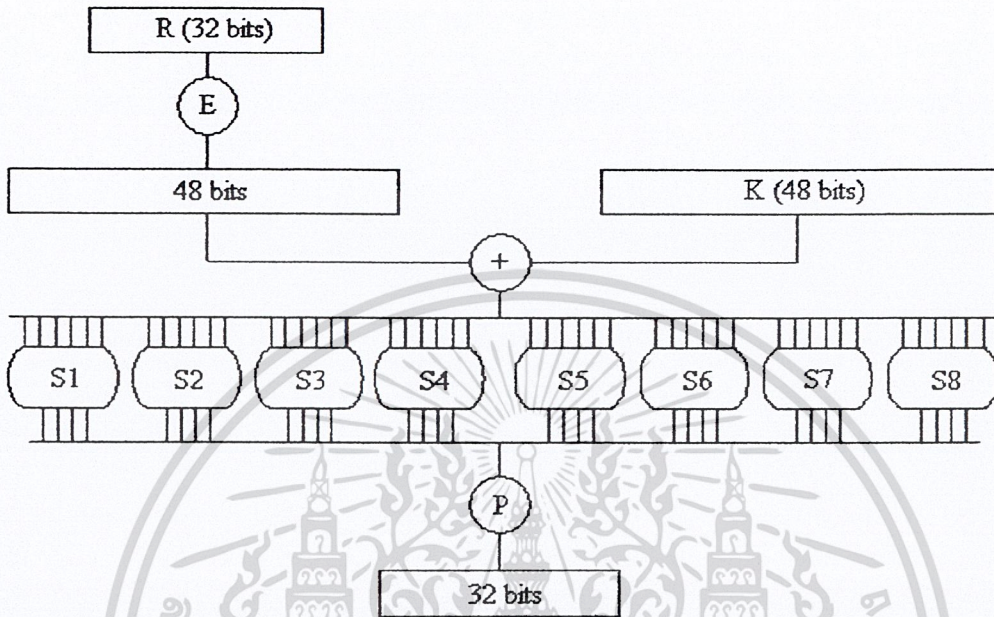 R (32 bits)
E
48 bits
K (48 bits)
+
S1 S2 S3 S4 S5 S6 S7 S8
P
32 bits